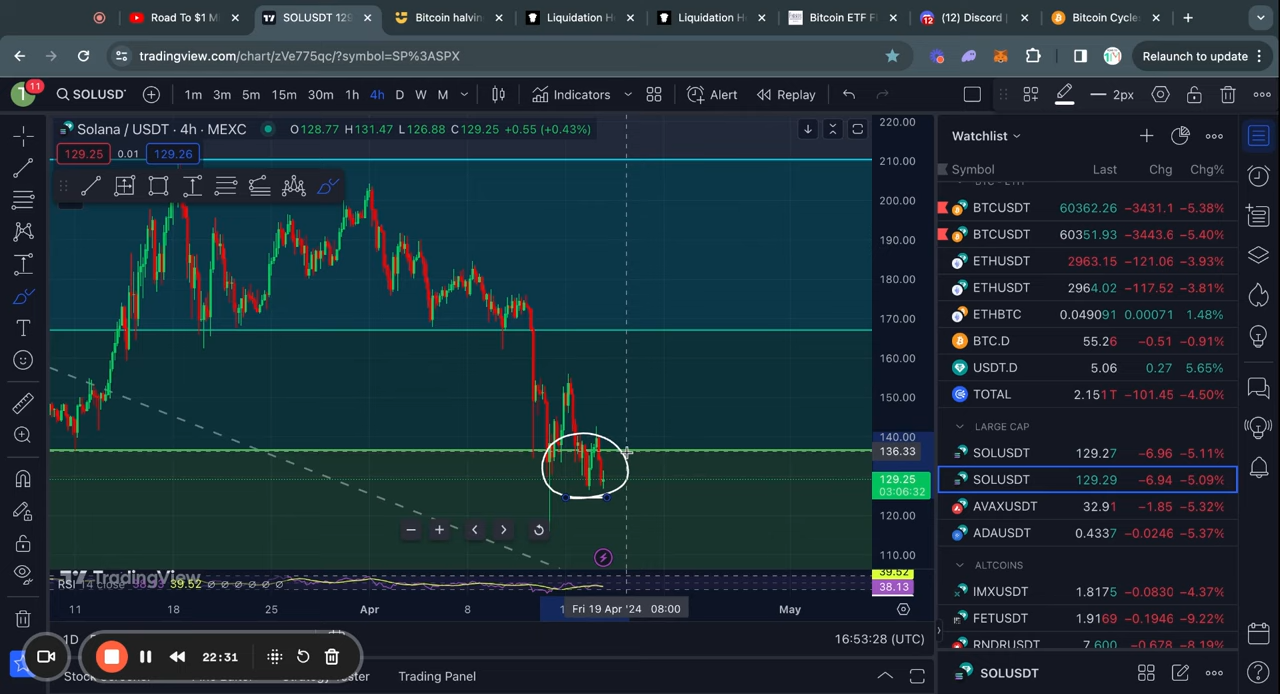 Road To $1 Mi
SOLUSDT 129
Bitcoin halvin
Liquidation H
Liquidation He
Bitcoin ETF Fl
(12) Discord |
Bitcoin Cycle
tradingview.com/chart/zVe775qc/?symbol=SP%3ASPX
Relaunch to update
11
SOLUSDT
1m 3m 5m 15m 30m 1h 4h D W M
Indicators
Alert
Replay
2px
Solana / USDT · 4h · MEXC
O128.77 H131.47 L126.88 C129.25 +0.55 (+0.43%)
129.25 0.01 129.26
220.00
210.00
200.00
190.00
180.00
170.00
160.00
150.00
140.00
136.33
129.25
03:06:32
120.00
110.00
39.52
38.13
TradingView
RSI 14 close 39.52
11 18 25 Apr 8 Fri 19 Apr '24 08:00 May
1D
16:53:28 (UTC)
22:31
Trading Panel
Watchlist
Symbol Last Chg Chg%
BTCUSDT 60362.26 −3431.1 −5.38%
BTCUSDT 60351.93 −3443.6 −5.40%
ETHUSDT 2963.15 −121.06 −3.93%
ETHUSDT 2964.02 −117.52 −3.81%
ETHBTC 0.049091 0.00071 1.48%
BTC.D 55.26 −0.51 −0.91%
USDT.D 5.06 0.27 5.65%
TOTAL 2.151T −101.45 −4.50%
LARGE CAP
SOLUSDT 129.27 −6.96 −5.11%
SOLUSDT 129.29 −6.94 −5.09%
AVAXUSDT 32.91 −1.85 −5.32%
ADAUSDT 0.4337 −0.0246 −5.37%
ALTCOINS
IMXUSDT 1.8175 −0.0830 −4.37%
FETUSDT 1.9169 −0.1946 −9.22%
RNDRUSDT 7.600 −0.678 −8.19%
SOLUSDT